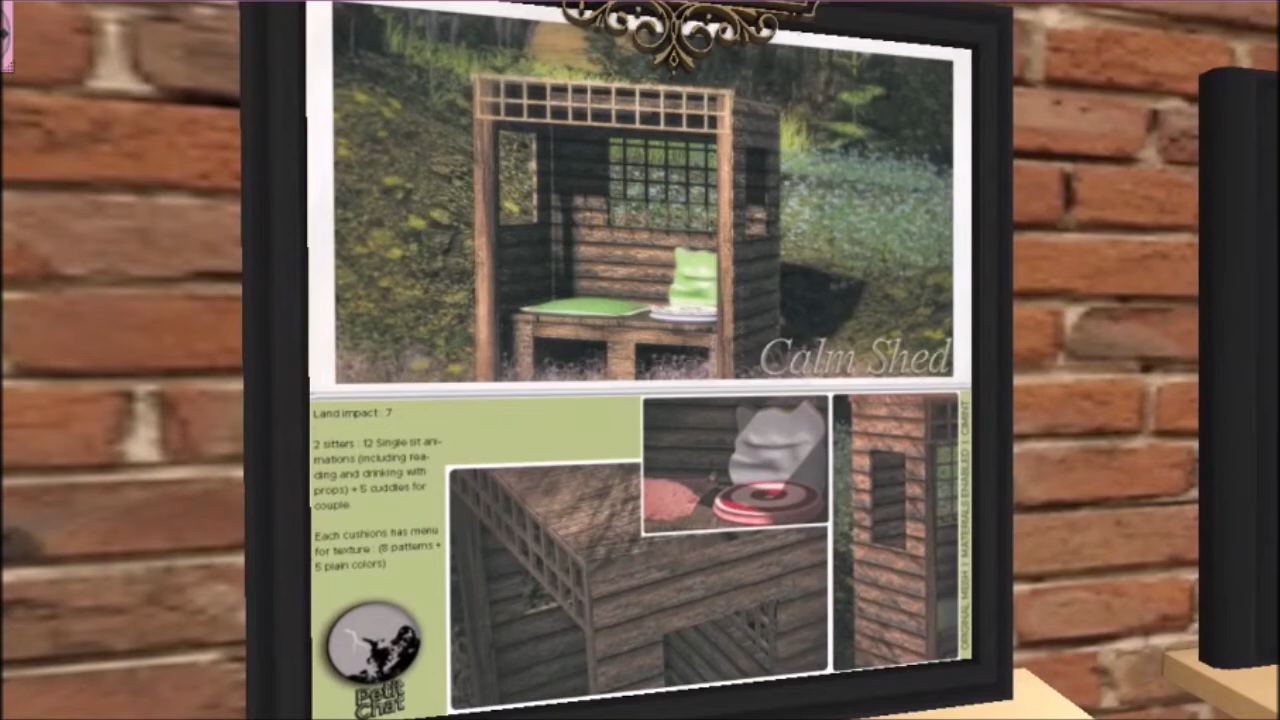 Calm Shed
Land impact : 7
2 sitters : 12 Single sit ani-
mations (including rea-
ding and drinking with
props) + 5 cuddles for
couple.
Each cushions has menu
for texture : (8 patterns +
5 plain colors)
Petit
Chat
ORIGINAL MESH | MATERIALS ENABLED | C/M/NT